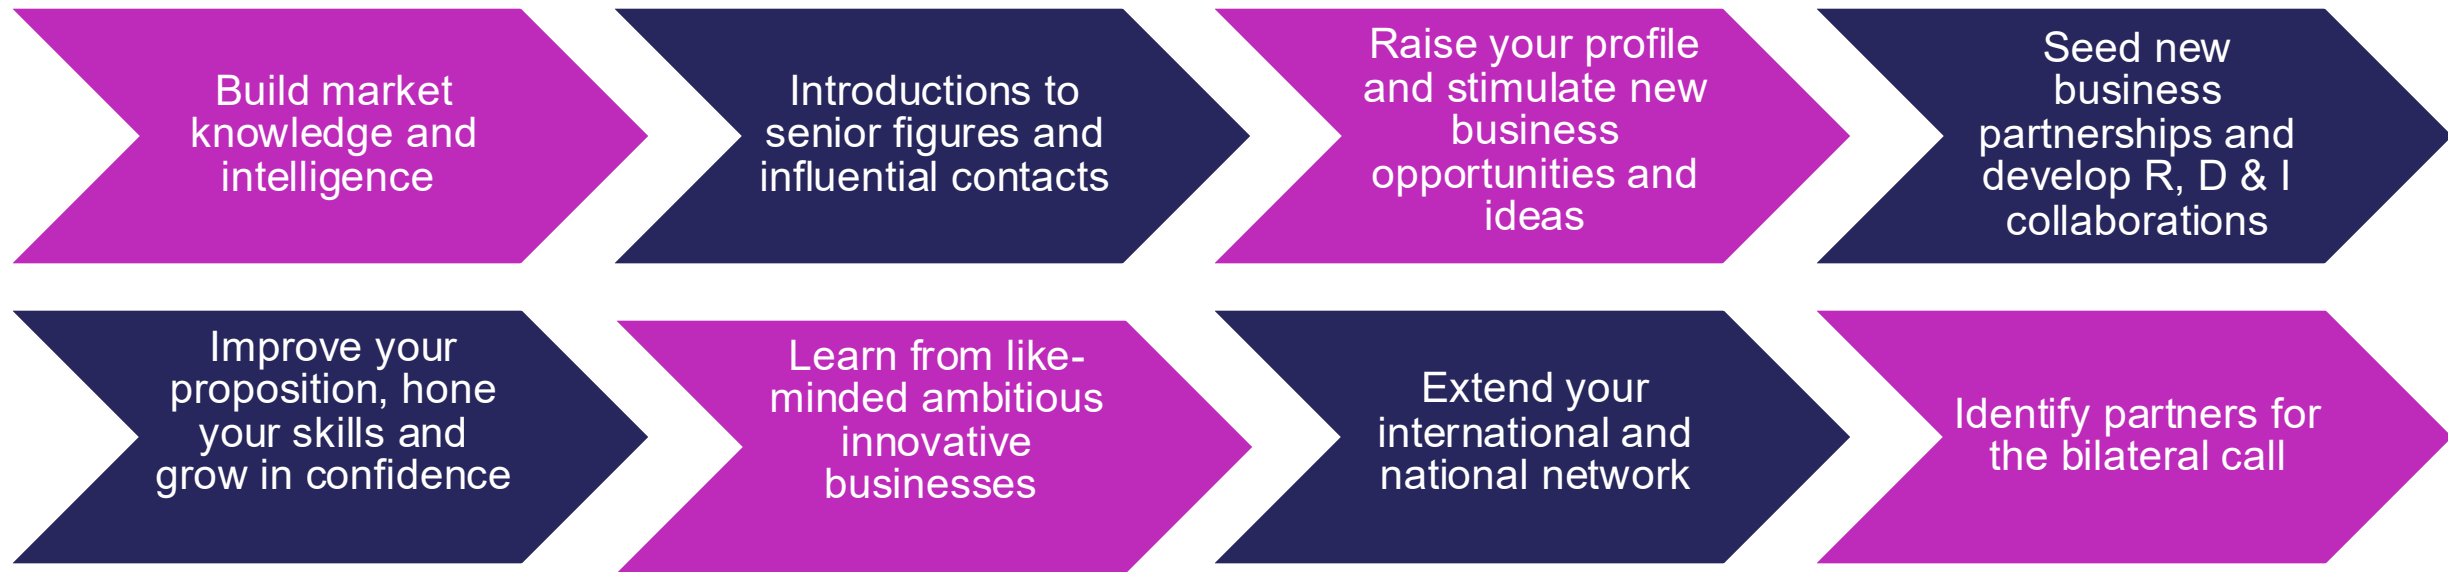 Build market
knowledge and
intelligence
Introductions to
senior figures and
influential contacts
Raise your profile
and stimulate new
business
opportunities and
ideas
Seed new
business
partnerships and
develop R, D & I
collaborations
Improve your
proposition, hone
your skills and
grow in confidence
Learn from like-
minded ambitious
innovative
businesses
Extend your
international and
national network
Identify partners for
the bilateral call